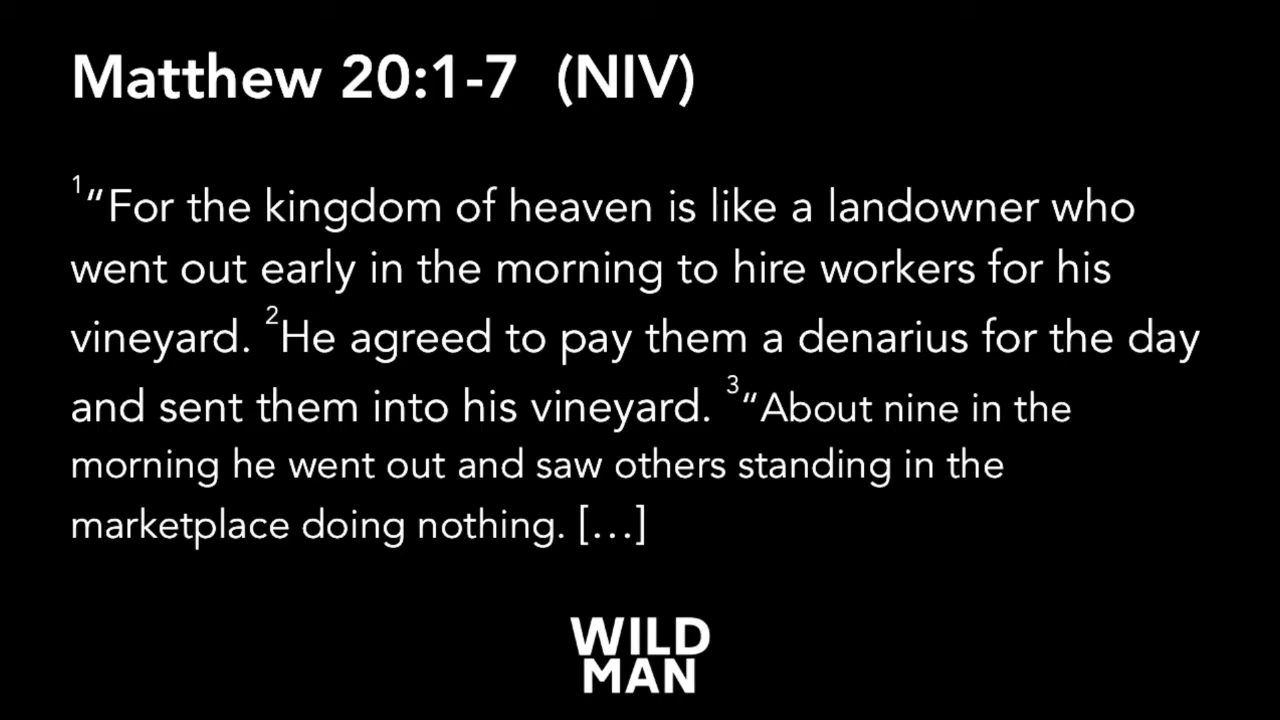 Matthew 20:1-7 (NIV)
1“For the kingdom of heaven is like a landowner who
went out early in the morning to hire workers for his
vineyard. 2He agreed to pay them a denarius for the day
and sent them into his vineyard. 3“About nine in the
morning he went out and saw others standing in the
marketplace doing nothing. […]
WILD
MAN